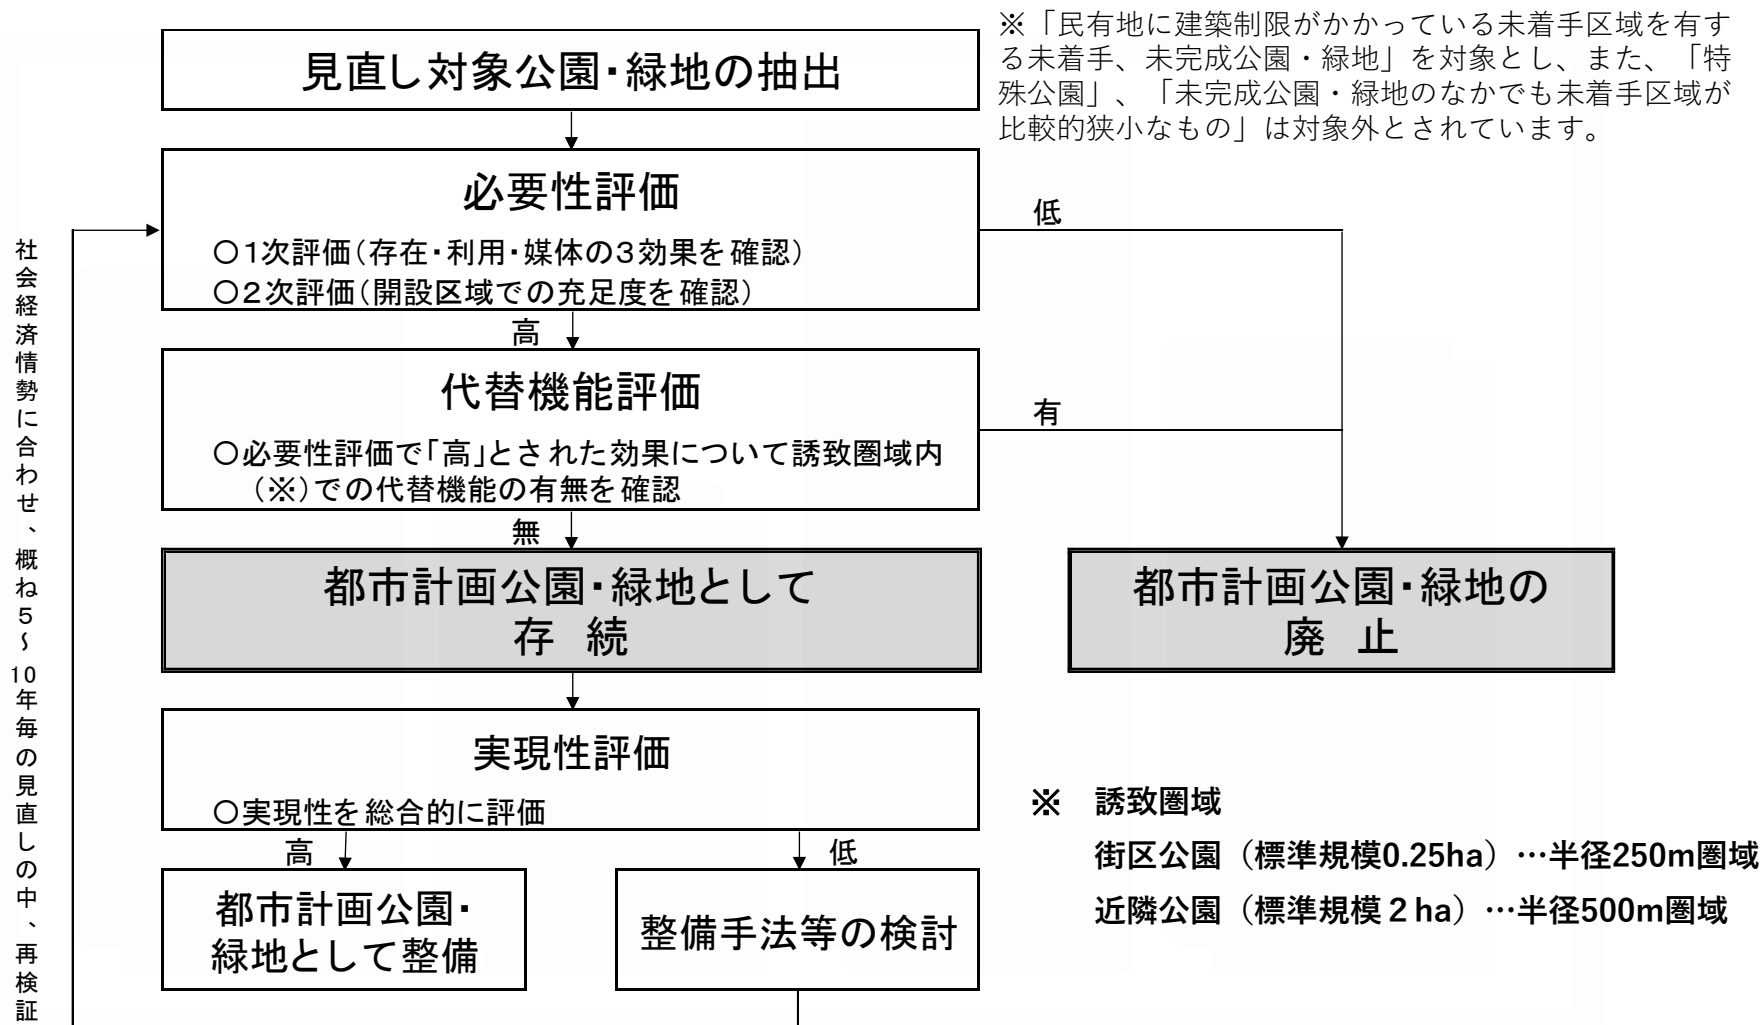 見直し対象公園・緑地の抽出
※「民有地に建築制限がかかっている未着手区域を有す
る未着手、未完成公園・緑地」を対象とし、また、「特
殊公園」、「未完成公園・緑地のなかでも未着手区域が
比較的狭小なもの」は対象外とされています。
必要性評価
○1次評価(存在・利用・媒体の3効果を確認)
○2次評価(開設区域での充足度を確認)
低
高
代替機能評価
○必要性評価で「高」とされた効果について誘致圏域内
(※)での代替機能の有無を確認
有
無
都市計画公園・緑地として
存 続
都市計画公園・緑地の
廃 止
実現性評価
○実現性を総合的に評価
高
低
都市計画公園・
緑地として整備
整備手法等の検討
※ 誘致圏域
街区公園(標準規模0.25ha)…半径250m圏域
近隣公園(標準規模2ha)…半径500m圏域
社会経済情勢に合わせ、概ね5~10年毎の見直しの中、再検証